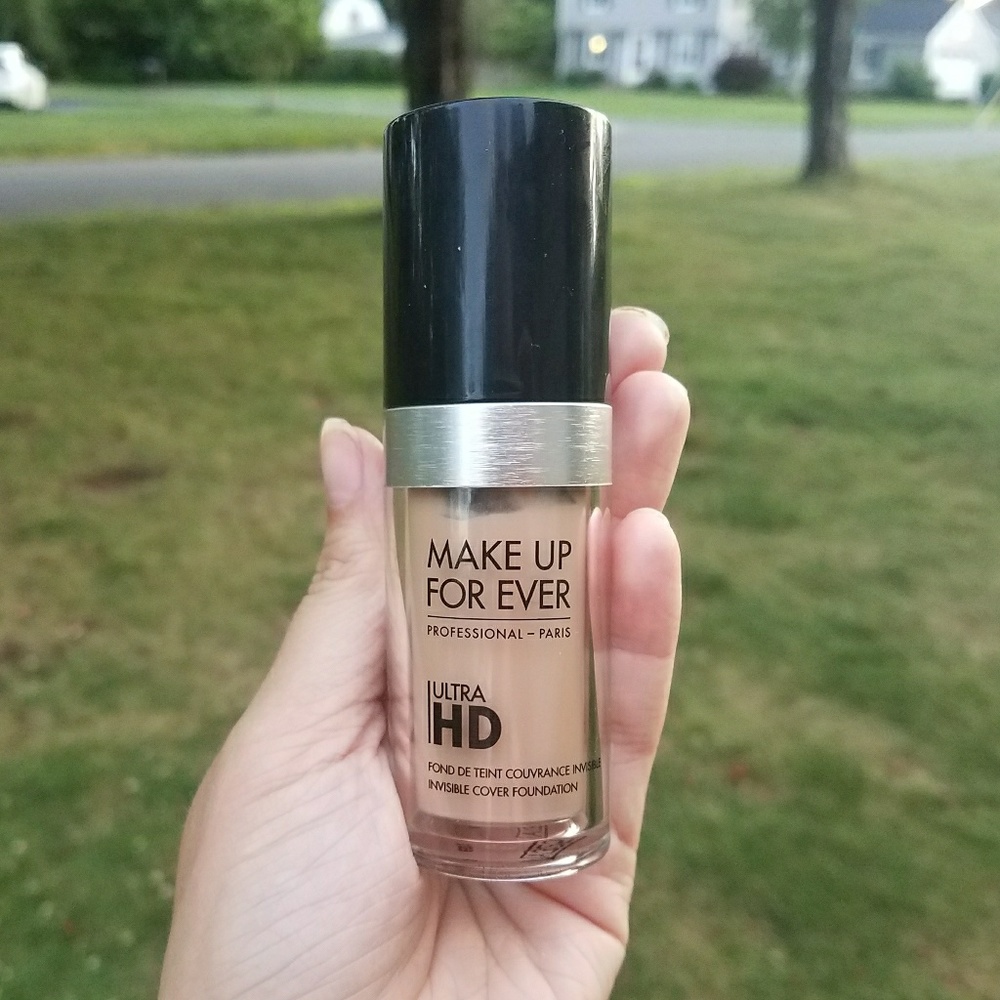 MAKE UP
FOR EVER
PROFESSIONAL – PARIS
ULTRA
HD
FOND DE TEINT COUVRANCE INVISIBLE
INVISIBLE COVER FOUNDATION